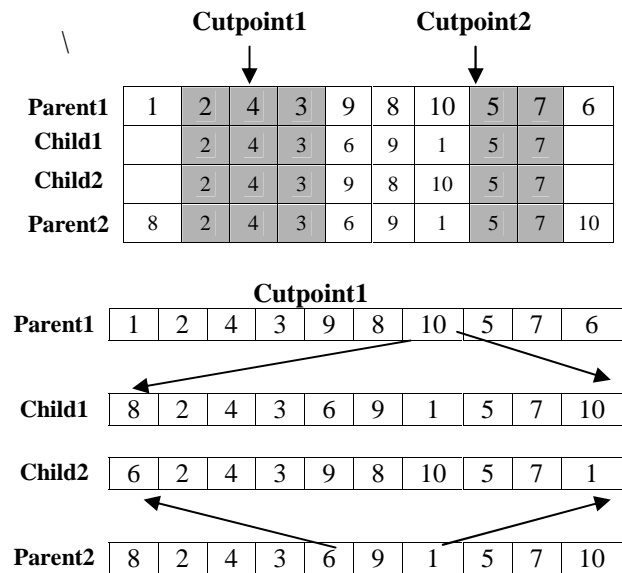 Cutpoint1 Cutpoint2
\
Parent1 1 2 4 3 9 8 10 5 7 6
Child1 2 4 3 6 9 1 5 7
Child2 2 4 3 9 8 10 5 7
Parent2 8 2 4 3 6 9 1 5 7 10
Cutpoint1
Parent1 1 2 4 3 9 8 10 5 7 6
Child1 8 2 4 3 6 9 1 5 7 10
Child2 6 2 4 3 9 8 10 5 7 1
Parent2 8 2 4 3 6 9 1 5 7 10